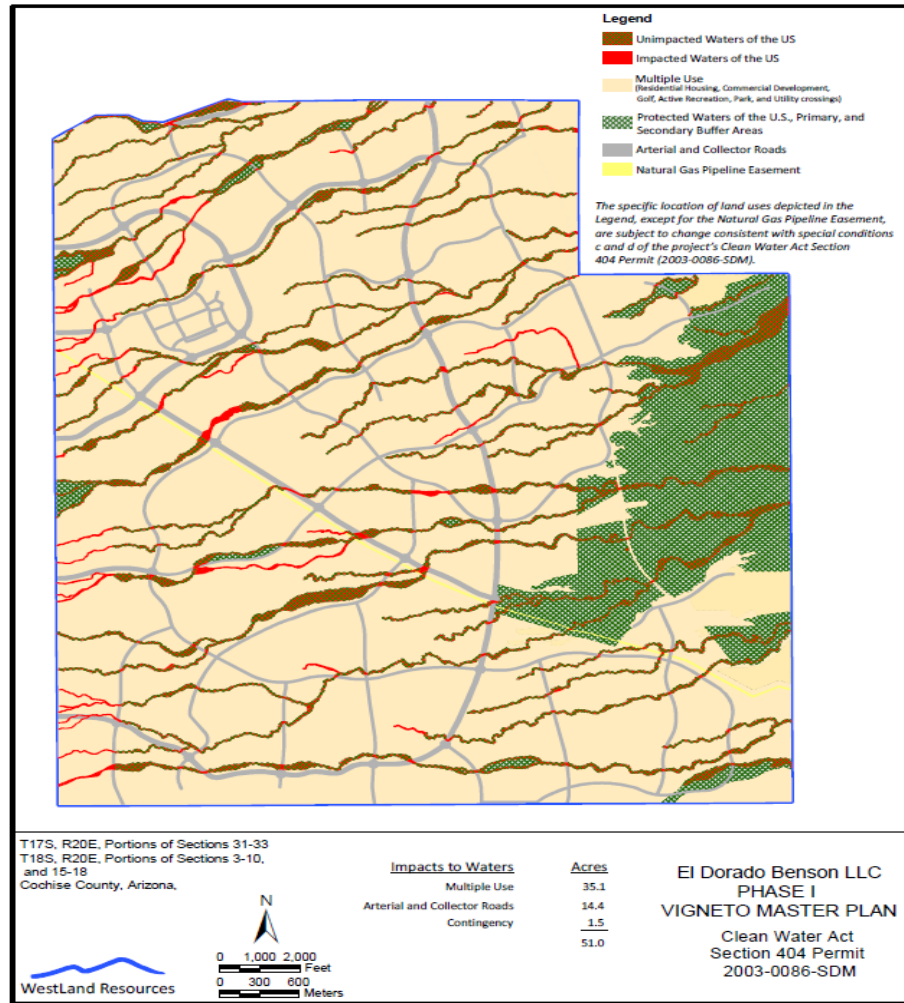 Legend
Unimpacted Waters of the US
Impacted Waters of the US
Multiple Use
(Residential Housing, Commercial Development,
Golf, Active Recreation, Park, and Utility crossings)
Protected Waters of the U.S., Primary, and
Secondary Buffer Areas
Arterial and Collector Roads
Natural Gas Pipeline Easement
The specific location of land uses depicted in the
Legend, except for the Natural Gas Pipeline Easement,
are subject to change consistent with special conditions
c and d of the project's Clean Water Act Section
404 Permit (2003-0086-SDM).
T17S, R20E, Portions of Sections 31-33
T18S, R20E, Portions of Sections 3-10,
and 15-18
Cochise County, Arizona,
N
0 1,000 2,000
Feet
0 300 600
Meters
WestLand Resources
Impacts to Waters Acres
Multiple Use 35.1
Arterial and Collector Roads 14.4
Contingency 1.5
51.0
El Dorado Benson LLC
PHASE I
VIGNETO MASTER PLAN
Clean Water Act
Section 404 Permit
2003-0086-SDM